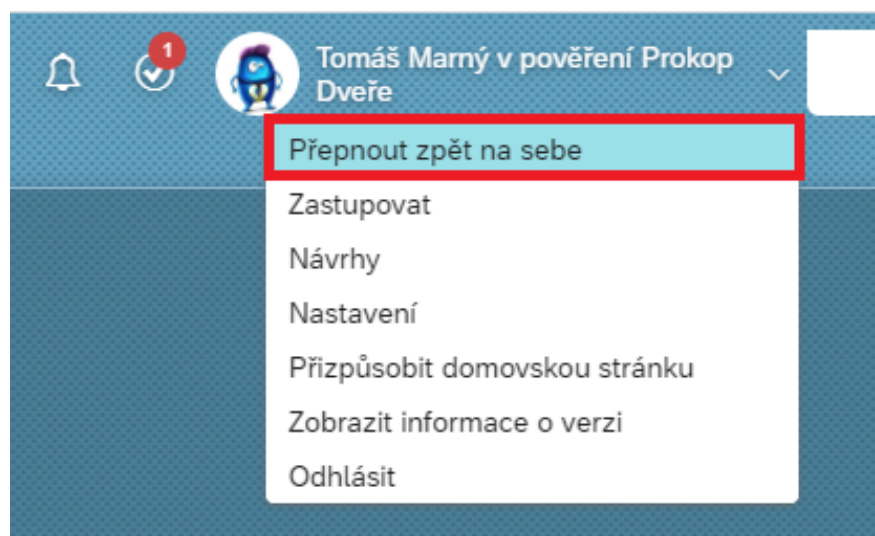 1
Tomáš Marný v pověření Prokop
Dveře
Přepnout zpět na sebe
Zastupovat
Návrhy
Nastavení
Přizpůsobit domovskou stránku
Zobrazit informace o verzi
Odhlásit